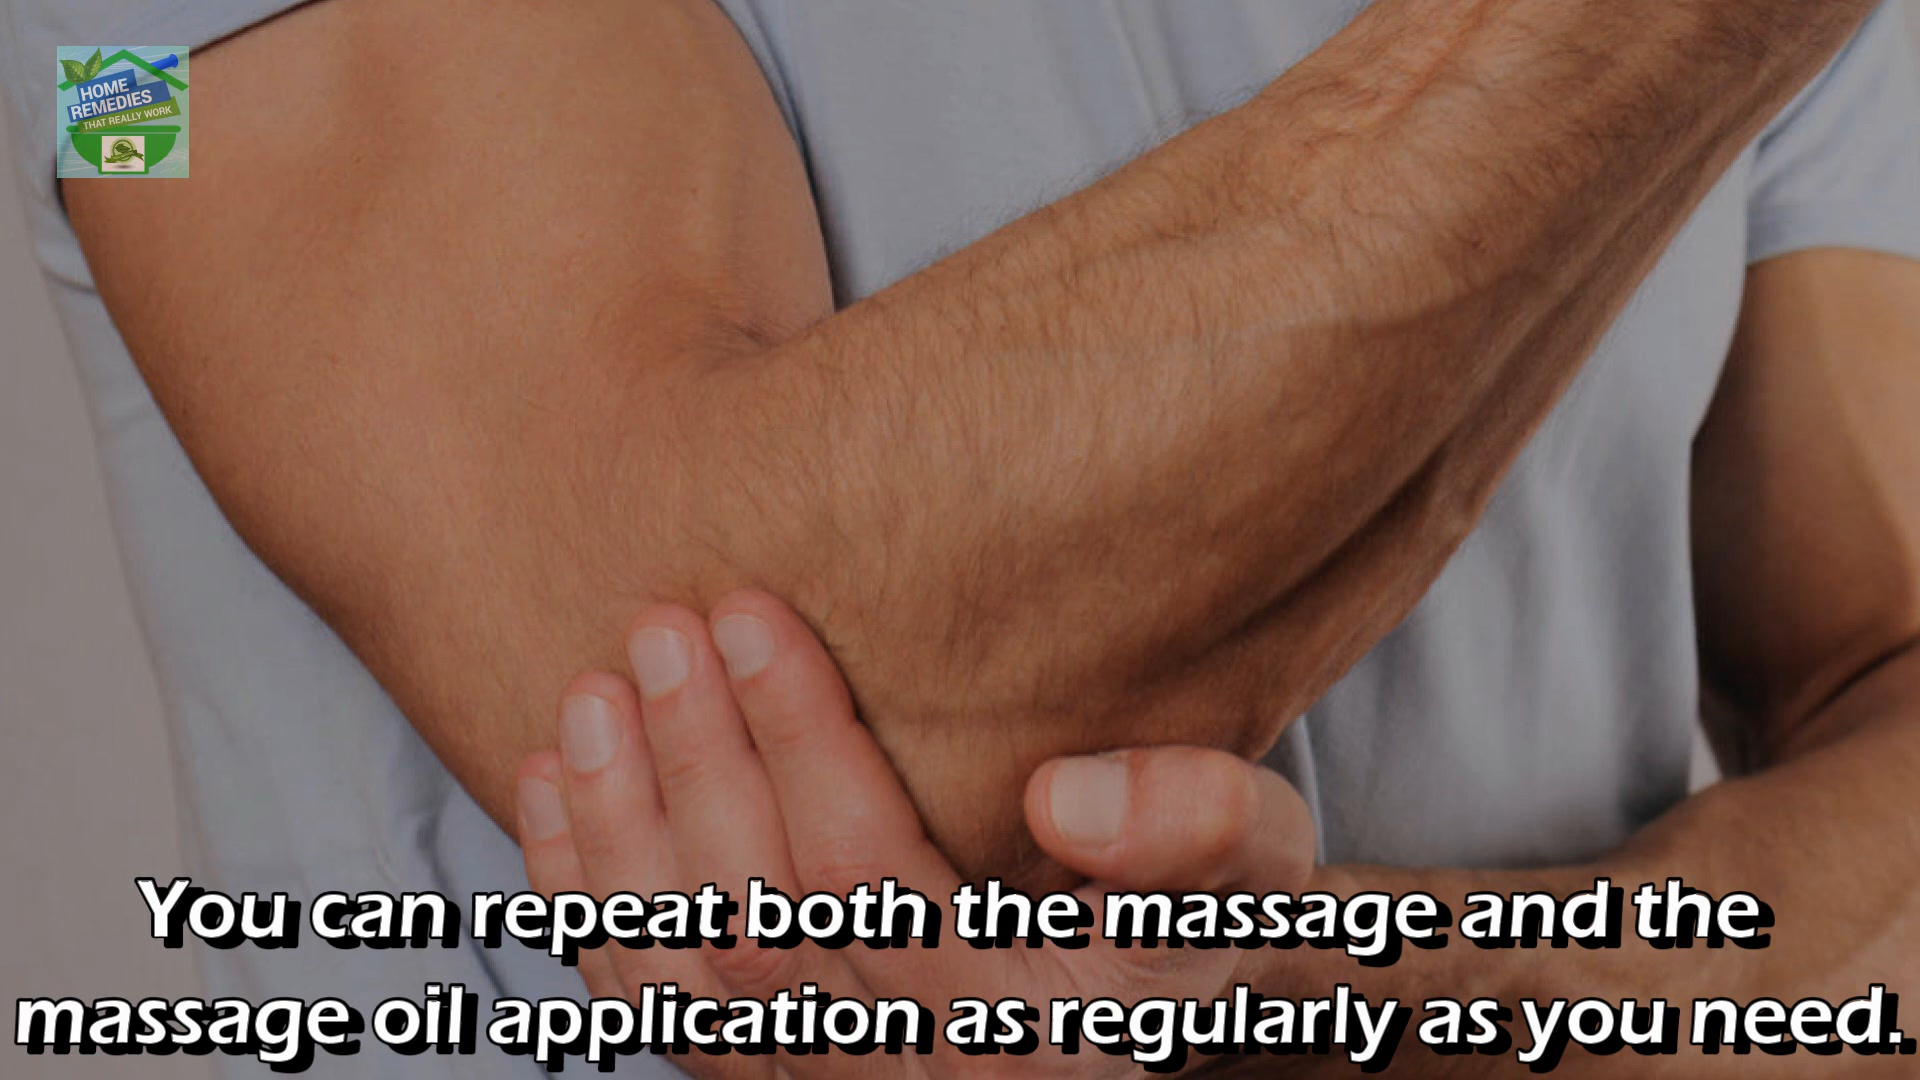 HOME
REMEDIES
THAT REALLY WORK
You can repeat both the massage and the
massage oil application as regularly as you need.